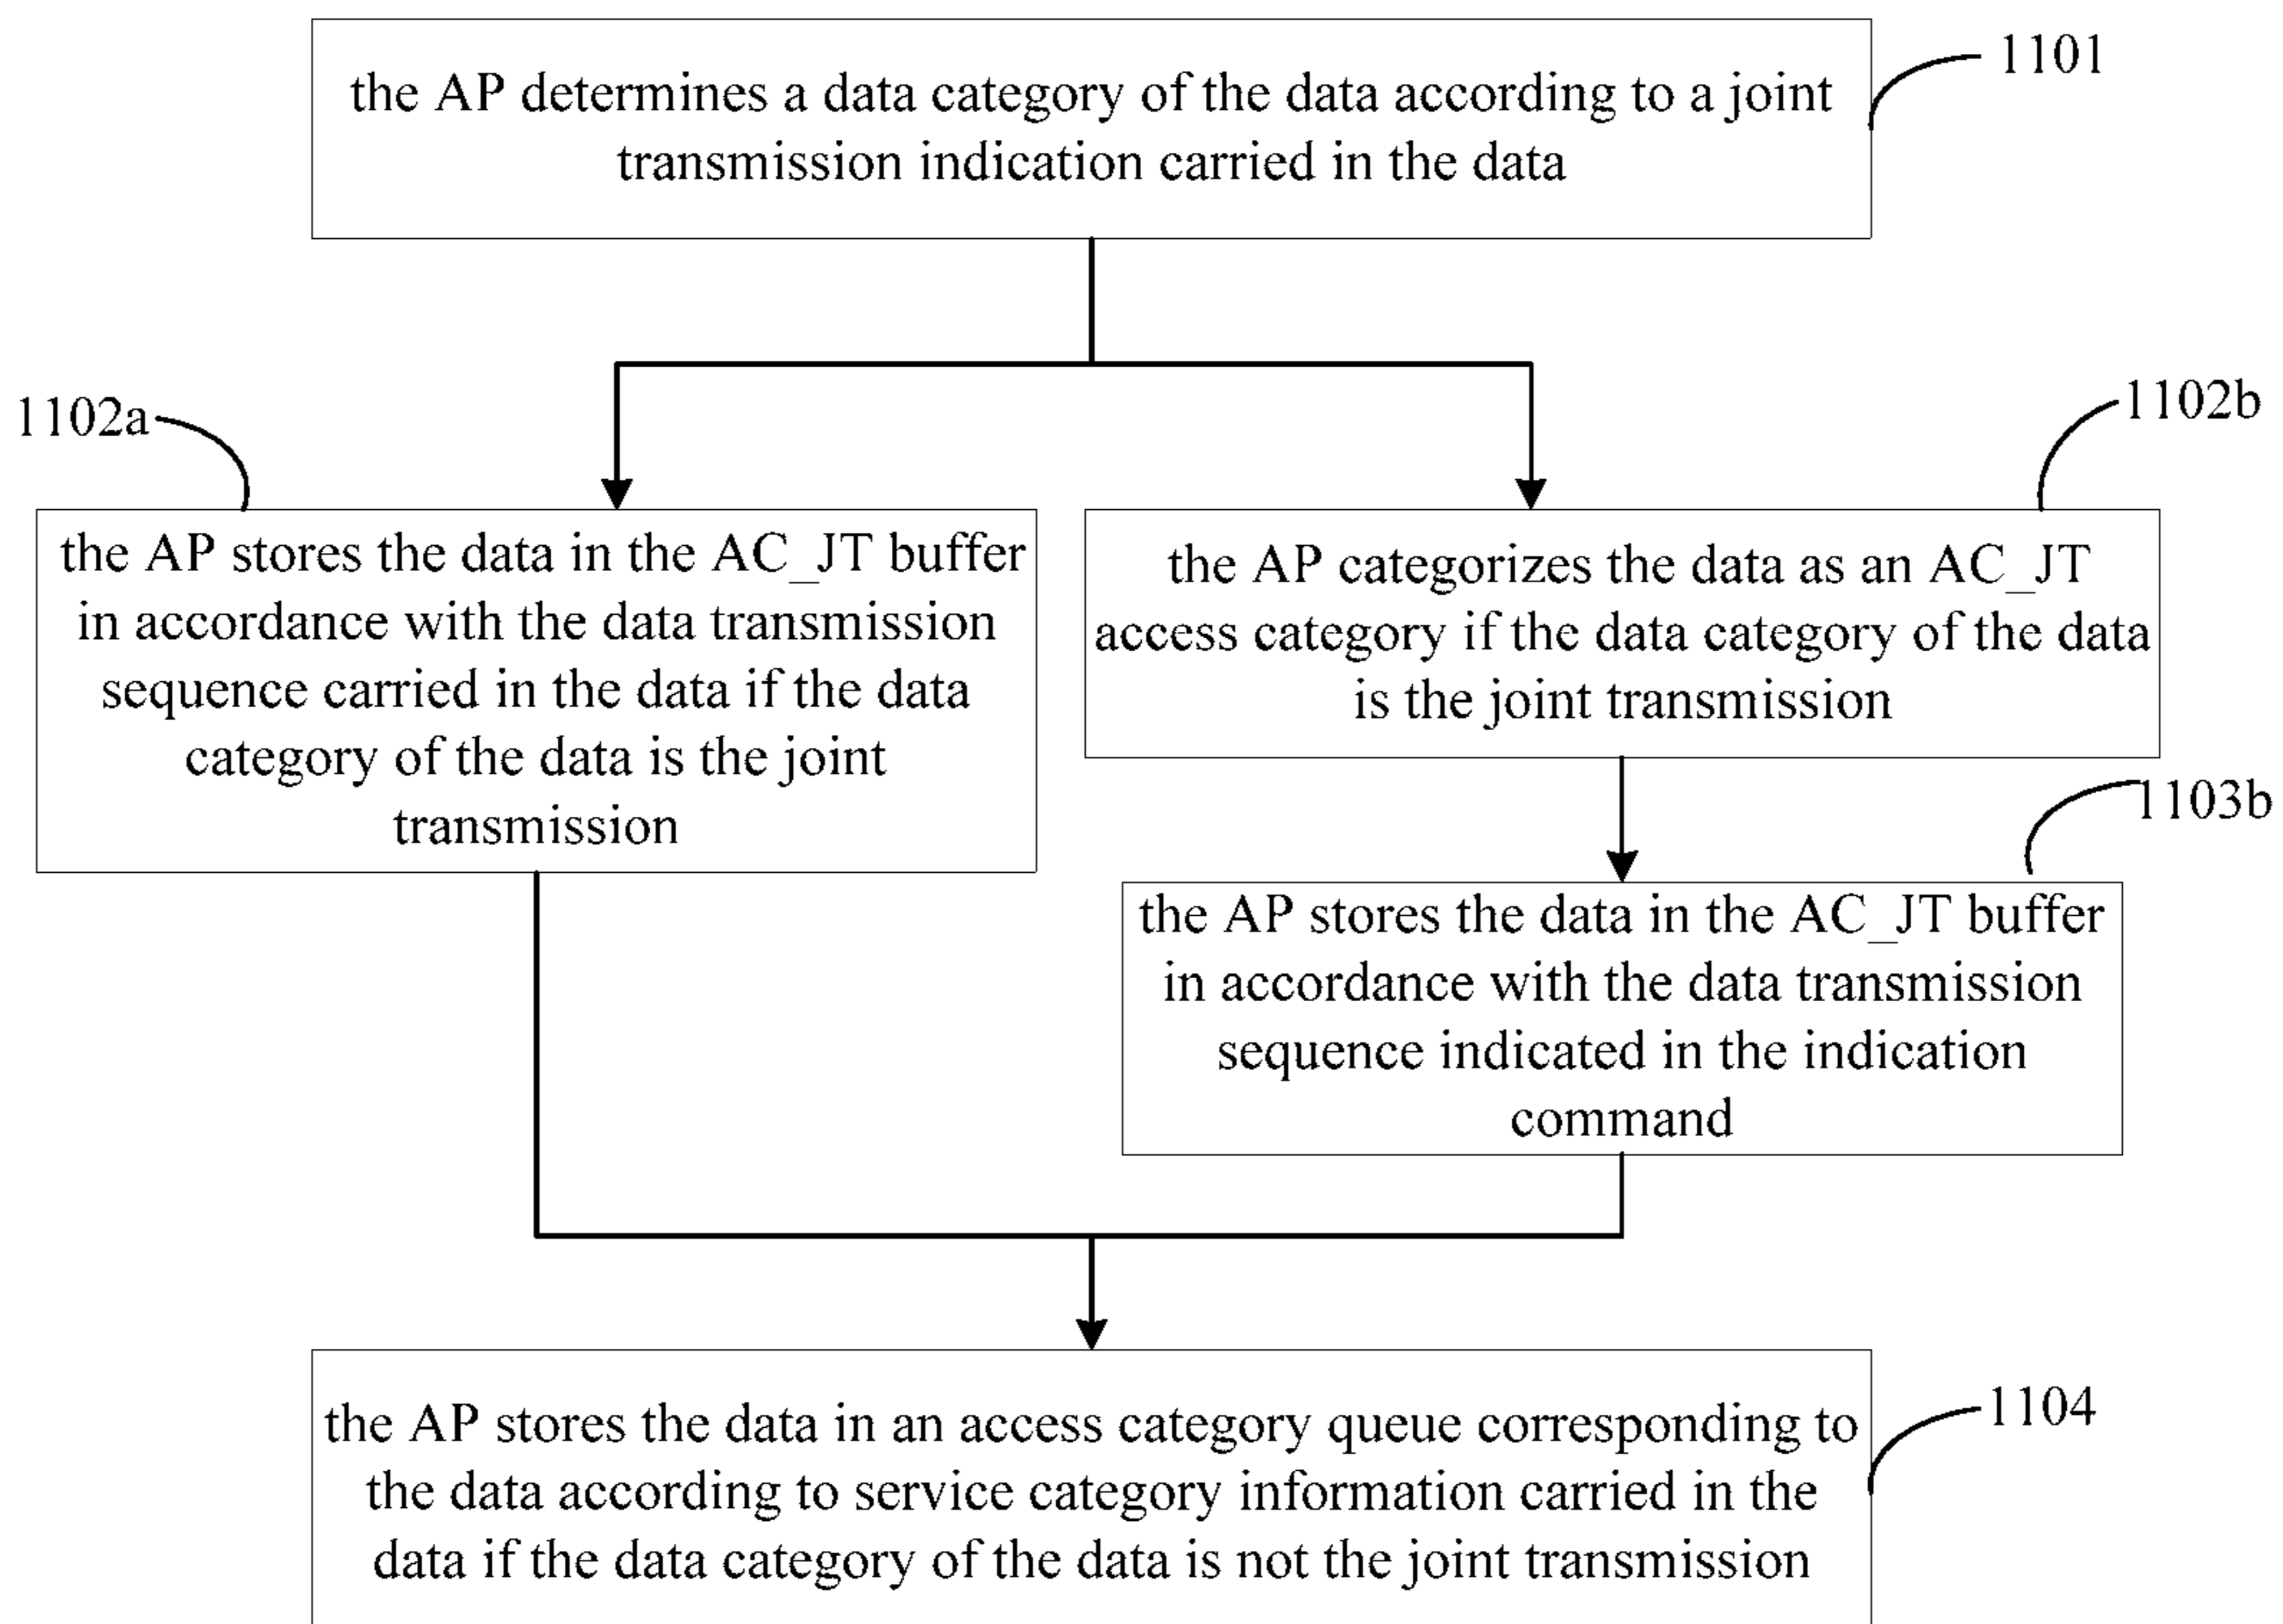 the AP determines a data category of the data according to a joint
transmission indication carried in the data
1101
1102a
the AP stores the data in the AC_JT buffer
in accordance with the data transmission
sequence carried in the data if the data
category of the data is the joint
transmission
1102b
the AP categorizes the data as an AC_JT
access category if the data category of the data
is the joint transmission
1103b
the AP stores the data in the AC_JT buffer
in accordance with the data transmission
sequence indicated in the indication
command
1104
the AP stores the data in an access category queue corresponding to
the data according to service category information carried in the
data if the data category of the data is not the joint transmission